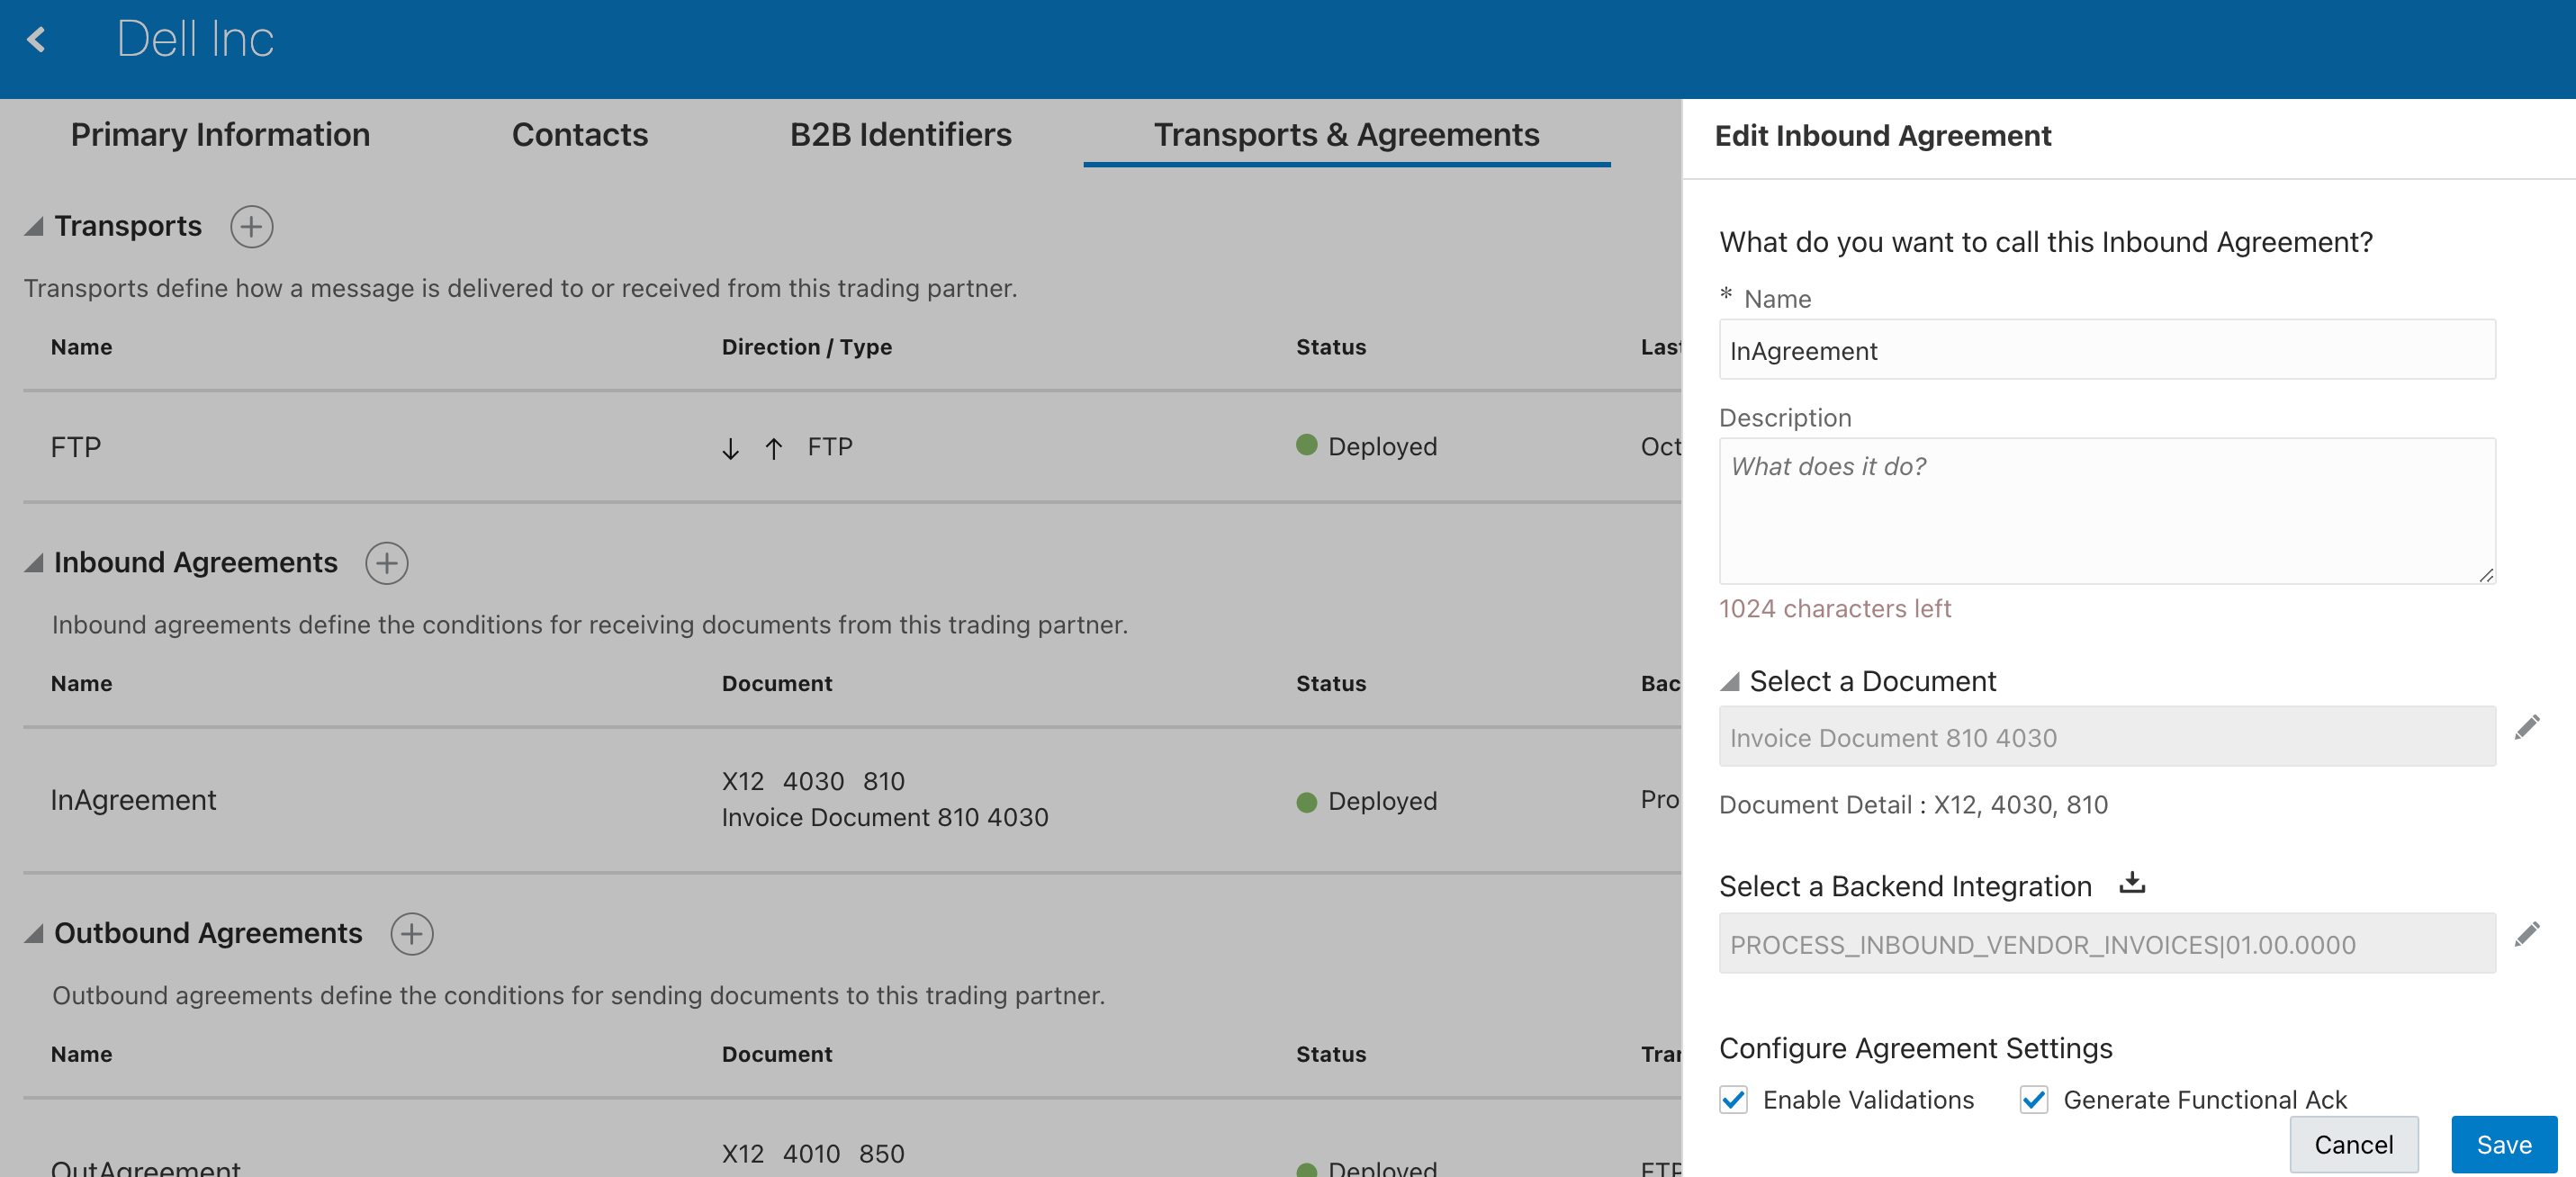 Dell Inc
Primary Information Contacts B2B Identifiers Transports & Agreements
Transports
Transports define how a message is delivered to or received from this trading partner.
Name Direction / Type Status Last
FTP FTP Deployed Oct
Inbound Agreements
Inbound agreements define the conditions for receiving documents from this trading partner.
Name Document Status Bac
InAgreement X12 4030 810 Deployed Pro
Invoice Document 810 4030
Outbound Agreements
Outbound agreements define the conditions for sending documents to this trading partner.
Name Document Status Tran
X12 4010 850
OutAgreement Deployed FTP
Edit Inbound Agreement
What do you want to call this Inbound Agreement?
* Name
InAgreement
Description
What does it do?
1024 characters left
Select a Document
Invoice Document 810 4030
Document Detail : X12, 4030, 810
Select a Backend Integration
PROCESS_INBOUND_VENDOR_INVOICES|01.00.0000
Configure Agreement Settings
Enable Validations Generate Functional Ack
Cancel Save